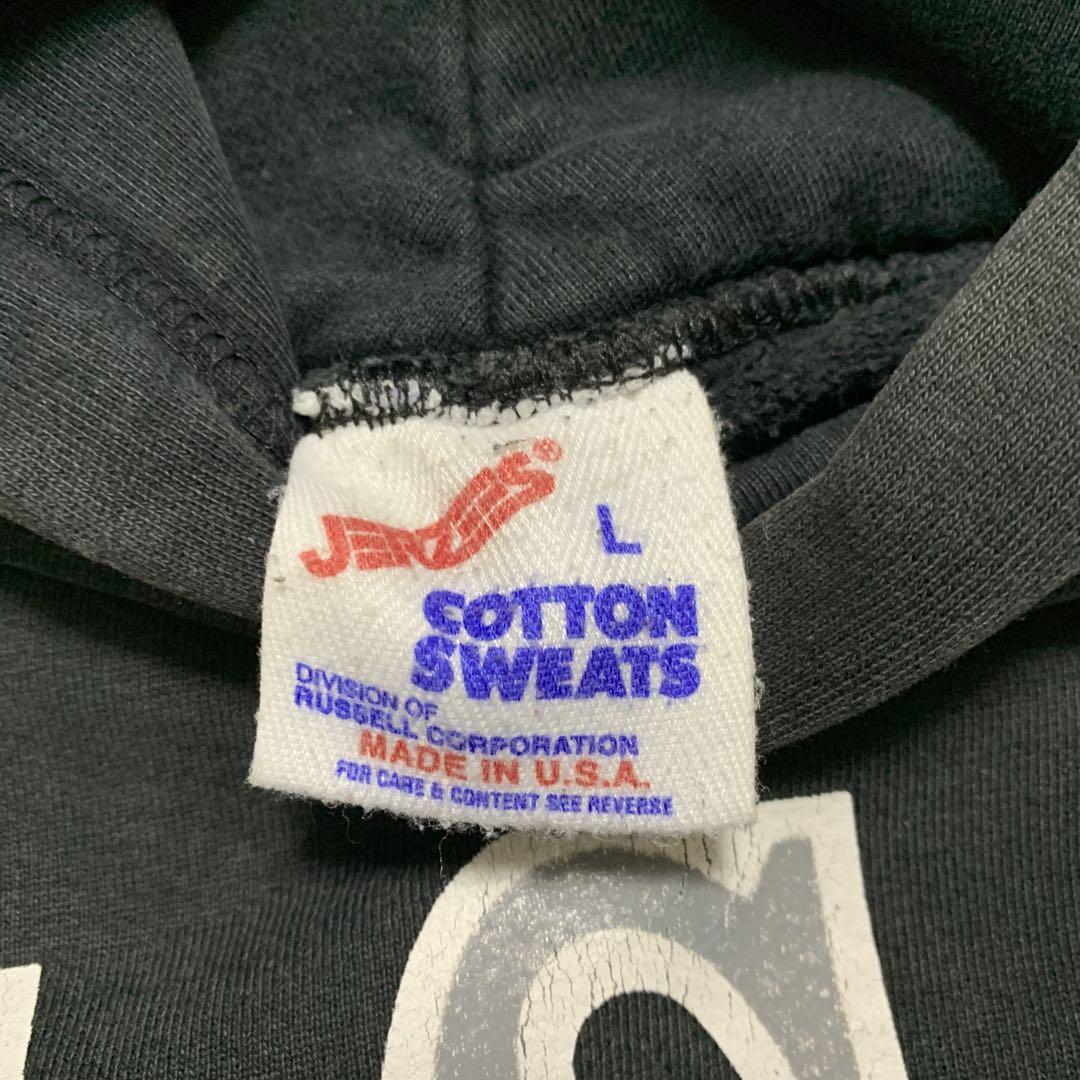 JERZEES®
L
COTTON
SWEATS
DIVISION OF
RUSSELL CORPORATION
MADE IN U.S.A.
FOR CARE & CONTENT SEE REVERSE